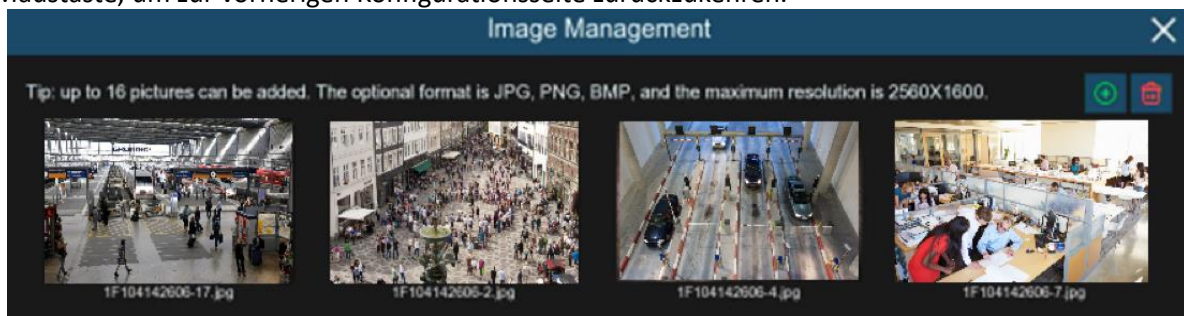 Maustaste, um zur vorherigen Konfigurationsseite zurückzukehren.
Image Management
Tip: up to 16 pictures can be added. The optional format is JPG, PNG, BMP, and the maximum resolution is 2560X1600.
1F104142606-17.jpg
1F104142606-2.jpg
1F104142606-4.jpg
1F104142606-7.jpg